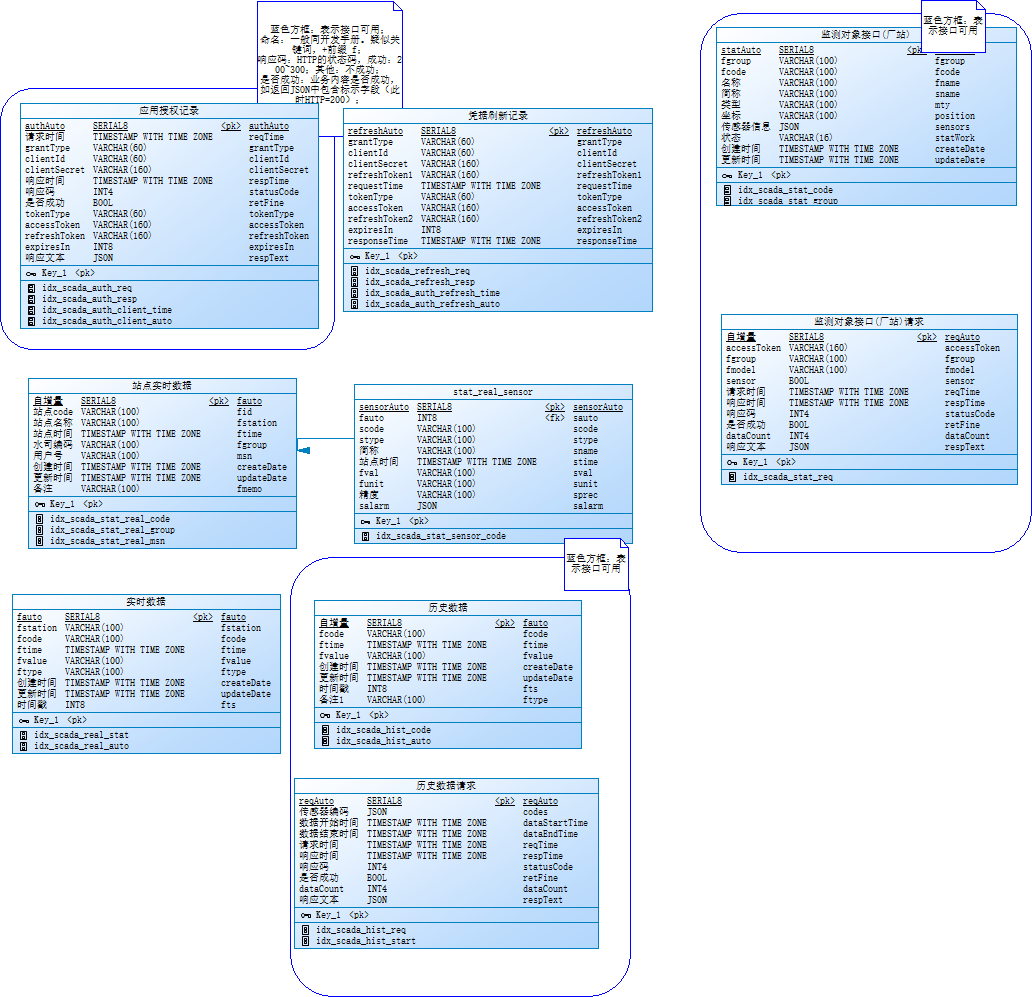 蓝色方框：表示接口可用；
命名：一般同开发手册。疑似关
键词，+前缀 f；
响应码：HTTP的状态码，成功：2
00~300；其他：不成功；
是否成功：业务内容是否成功，
如返回JSON中包含标示字段（此
时HTTP=200）；
应用授权记录
authAuto SERIAL8 <pk> authAuto
请求时间 TIMESTAMP WITH TIME ZONE reqTime
grantType VARCHAR(60) grantType
clientId VARCHAR(60) clientId
clientSecret VARCHAR(160) clientSecret
响应时间 TIMESTAMP WITH TIME ZONE respTime
响应码 INT4 statusCode
是否成功 BOOL retFine
tokenType VARCHAR(60) tokenType
accessToken VARCHAR(160) accessToken
refreshToken VARCHAR(160) refreshToken
expiresIn INT8 expiresIn
响应文本 JSON respText
Key_1 <pk>
idx_scada_auth_req
idx_scada_auth_resp
idx_scada_auth_client_time
idx_scada_auth_client_auto
凭据刷新记录
refreshAuto SERIAL8 <pk> refreshAuto
grantType VARCHAR(60) grantType
clientId VARCHAR(60) clientId
clientSecret VARCHAR(160) clientSecret
refreshToken1 VARCHAR(160) refreshToken1
requestTime TIMESTAMP WITH TIME ZONE requestTime
tokenType VARCHAR(60) tokenType
accessToken VARCHAR(160) accessToken
refreshToken2 VARCHAR(160) refreshToken2
expiresIn INT8 expiresIn
responseTime TIMESTAMP WITH TIME ZONE responseTime
Key_1 <pk>
idx_scada_refresh_req
idx_scada_refresh_resp
idx_scada_auth_refresh_time
idx_scada_auth_refresh_auto
蓝色方框：表
示接口可用
监测对象接口(厂站)
statAuto SERIAL8 <pk>
fgroup VARCHAR(100) fgroup
fcode VARCHAR(100) fcode
名称 VARCHAR(100) fname
简称 VARCHAR(100) sname
类型 VARCHAR(100) mty
坐标 VARCHAR(100) position
传感器信息 JSON sensors
状态 VARCHAR(16) statWork
创建时间 TIMESTAMP WITH TIME ZONE createDate
更新时间 TIMESTAMP WITH TIME ZONE updateDate
Key_1 <pk>
idx_scada_stat_code
idx_scada_stat_group
监测对象接口(厂站)请求
自增量 SERIAL8 <pk> reqAuto
accessToken VARCHAR(160) accessToken
fgroup VARCHAR(100) fgroup
fmodel VARCHAR(100) fmodel
sensor BOOL sensor
请求时间 TIMESTAMP WITH TIME ZONE reqTime
响应时间 TIMESTAMP WITH TIME ZONE respTime
响应码 INT4 statusCode
是否成功 BOOL retFine
dataCount INT4 dataCount
响应文本 JSON respText
Key_1 <pk>
idx_scada_stat_req
站点实时数据
自增量 SERIAL8 <pk> fauto
站点code VARCHAR(100) fid
站点名称 VARCHAR(100) fstation
站点时间 TIMESTAMP WITH TIME ZONE ftime
水司编码 VARCHAR(100) fgroup
用户号 VARCHAR(100) msn
创建时间 TIMESTAMP WITH TIME ZONE createDate
更新时间 TIMESTAMP WITH TIME ZONE updateDate
备注 VARCHAR(100) fmemo
Key_1 <pk>
idx_scada_stat_real_code
idx_scada_stat_real_group
idx_scada_stat_real_msn
stat_real_sensor
sensorAuto SERIAL8 <pk> sensorAuto
fauto INT8 <fk> sauto
scode VARCHAR(100) scode
stype VARCHAR(100) stype
简称 VARCHAR(100) sname
站点时间 TIMESTAMP WITH TIME ZONE stime
fval VARCHAR(100) sval
funit VARCHAR(100) sunit
精度 VARCHAR(100) sprec
salarm JSON salarm
Key_1 <pk>
idx_scada_stat_sensor_code
蓝色方框：表
示接口可用
实时数据
fauto SERIAL8 <pk> fauto
fstation VARCHAR(100) fstation
fcode VARCHAR(100) fcode
ftime TIMESTAMP WITH TIME ZONE ftime
fvalue VARCHAR(100) fvalue
ftype VARCHAR(100) ftype
创建时间 TIMESTAMP WITH TIME ZONE createDate
更新时间 TIMESTAMP WITH TIME ZONE updateDate
时间戳 INT8 fts
Key_1 <pk>
idx_scada_real_stat
idx_scada_real_auto
历史数据
自增量 SERIAL8 <pk> fauto
fcode VARCHAR(100) fcode
ftime TIMESTAMP WITH TIME ZONE ftime
fvalue VARCHAR(100) fvalue
创建时间 TIMESTAMP WITH TIME ZONE createDate
更新时间 TIMESTAMP WITH TIME ZONE updateDate
时间戳 INT8 fts
备注1 VARCHAR(100) ftype
Key_1 <pk>
idx_scada_hist_code
idx_scada_hist_auto
历史数据请求
reqAuto SERIAL8 <pk> reqAuto
传感器编码 JSON codes
数据开始时间 TIMESTAMP WITH TIME ZONE dataStartTime
数据结束时间 TIMESTAMP WITH TIME ZONE dataEndTime
请求时间 TIMESTAMP WITH TIME ZONE reqTime
响应时间 TIMESTAMP WITH TIME ZONE respTime
响应码 INT4 statusCode
是否成功 BOOL retFine
dataCount INT4 dataCount
响应文本 JSON respText
Key_1 <pk>
idx_scada_hist_req
idx_scada_hist_start